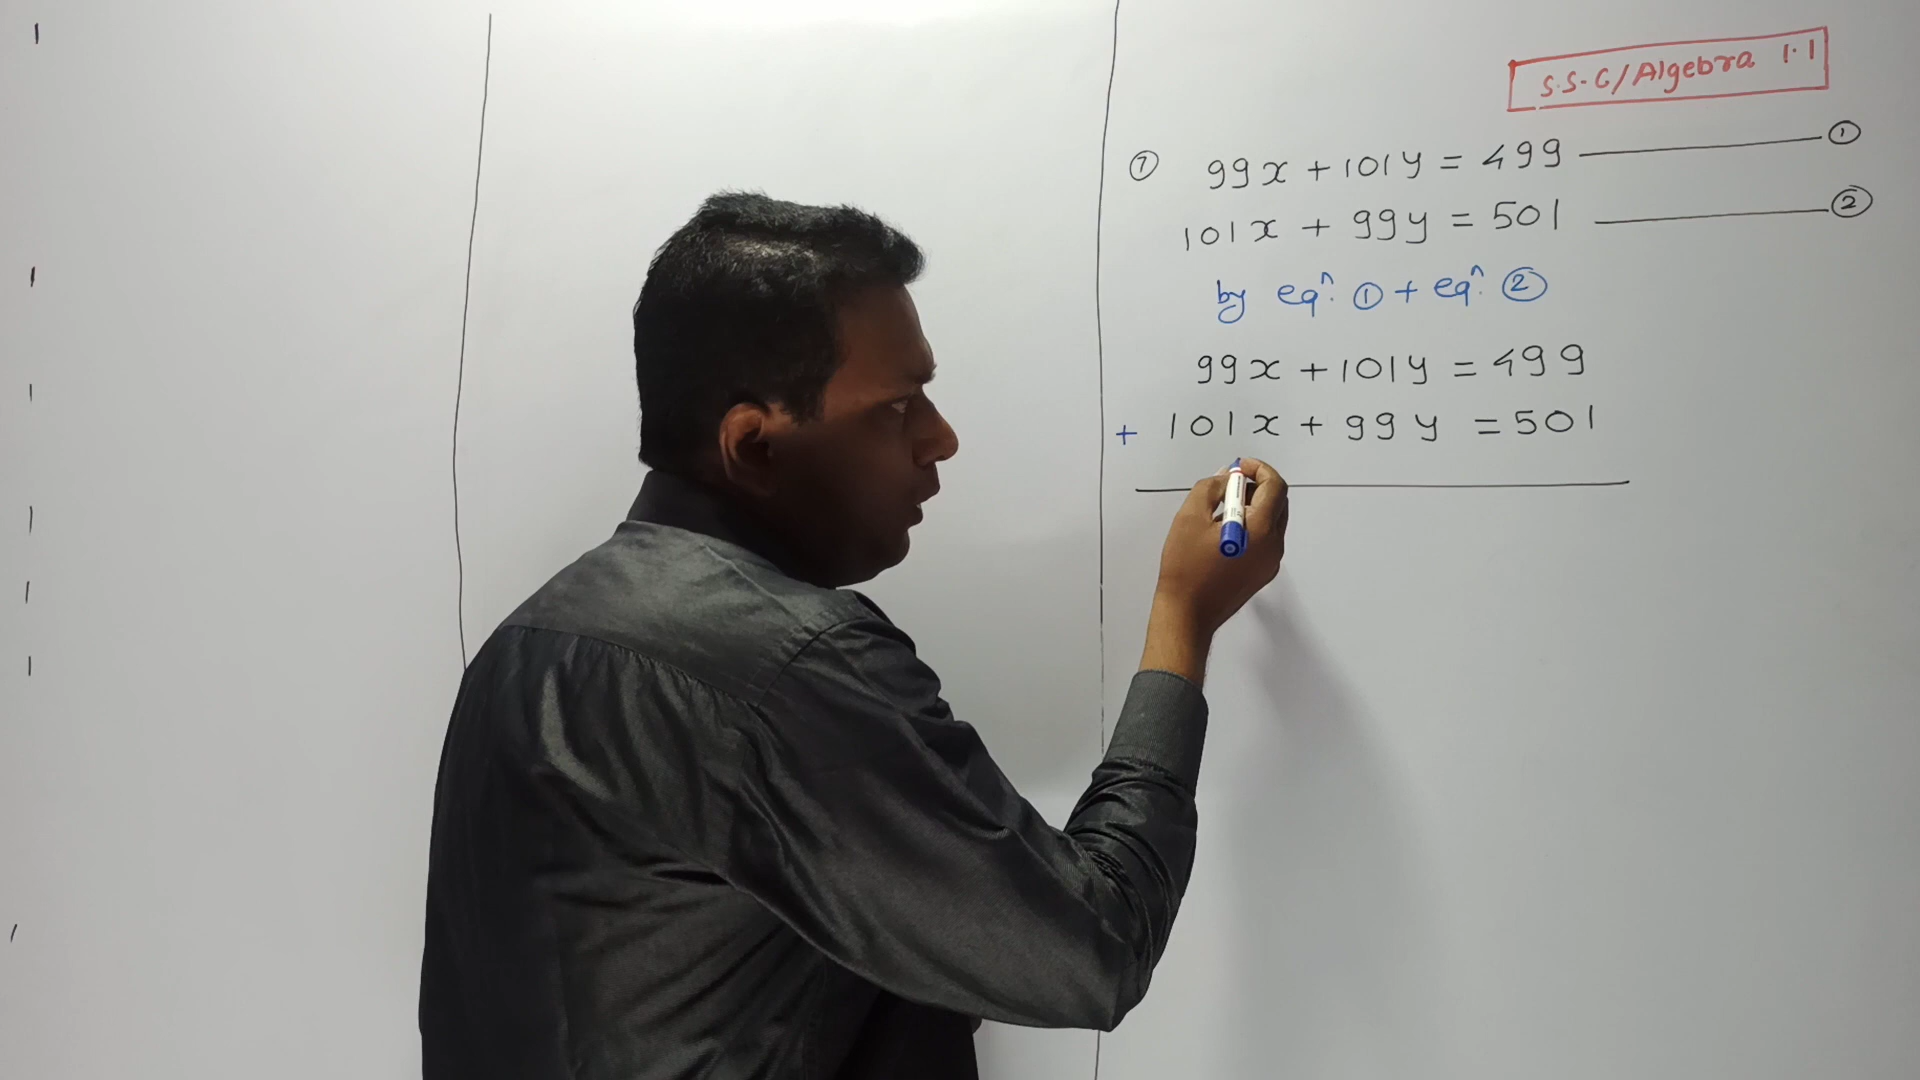 S.S.C/Algebra 1.1
⑦ 99x + 101y = 499 ①
101x + 99y = 501 ②
by eqⁿ. ① + eqⁿ. ②
99x + 101y = 499
+ 101x + 99y = 501